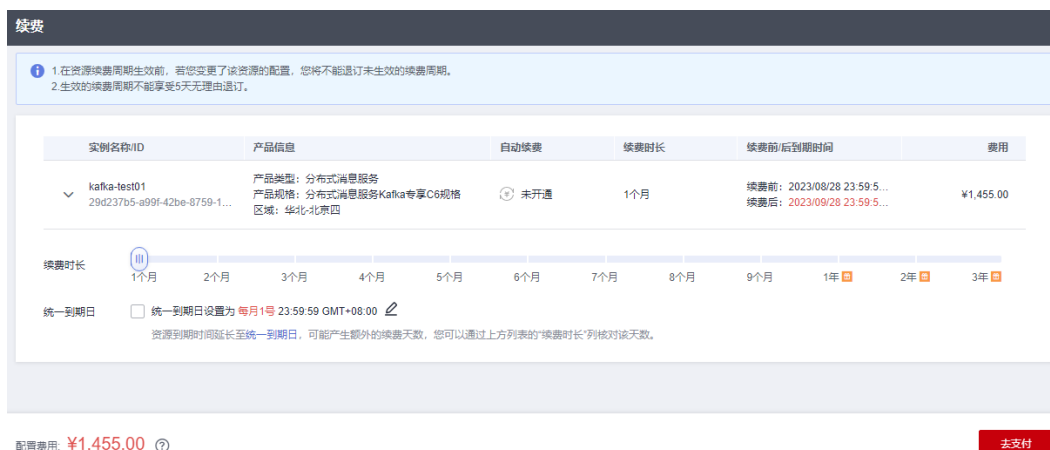 续费
1.在资源续费周期生效前，若您变更了该资源的配置，您将不能退订未生效的续费周期。
2.生效的续费周期不能享受5天无理由退订。
实例名称/ID 产品信息 自动续费 续费时长 续费前/后到期时间 费用
产品类型：分布式消息服务
kafka-test01 产品规格：分布式消息服务Kafka专享C6规格 未开通 1个月 续费前：2023/08/28 23:59:5... ¥1,455.00
29d237b5-a99f-42be-8759-1... 区域：华北-北京四 续费后：2023/09/28 23:59:5...
续费时长
1个月 2个月 3个月 4个月 5个月 6个月 7个月 8个月 9个月 1年 2年 3年
统一到期日 统一到期日设置为 每月1号 23:59:59 GMT+08:00
资源到期时间延长至统一到期日，可能产生额外的续费天数，您可以通过上方列表的“续费时长”列核对该天数。
配置费用: ¥1,455.00 去支付